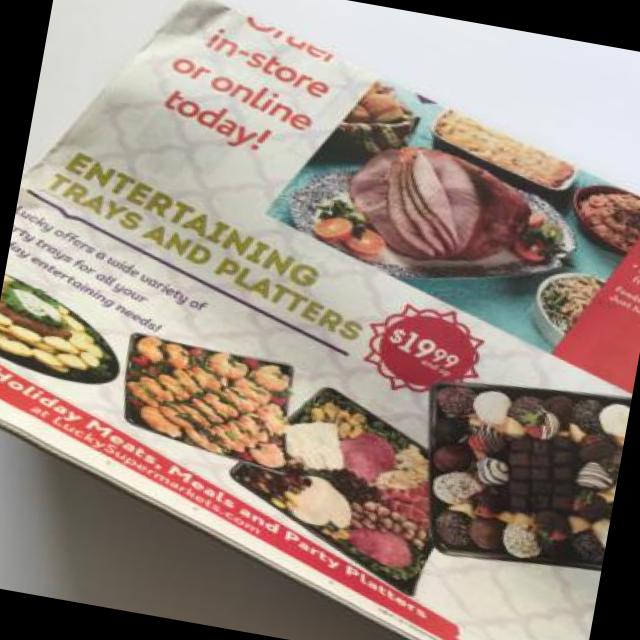 Order
in-store
or online
today!
ENTERTAINING
TRAYS AND PLATTERS
Lucky offers a wide variety of
party trays for all your
entertaining needs!
$19.99
Holiday Meats, Meals and Party Platters
at LuckySupermarkets.com